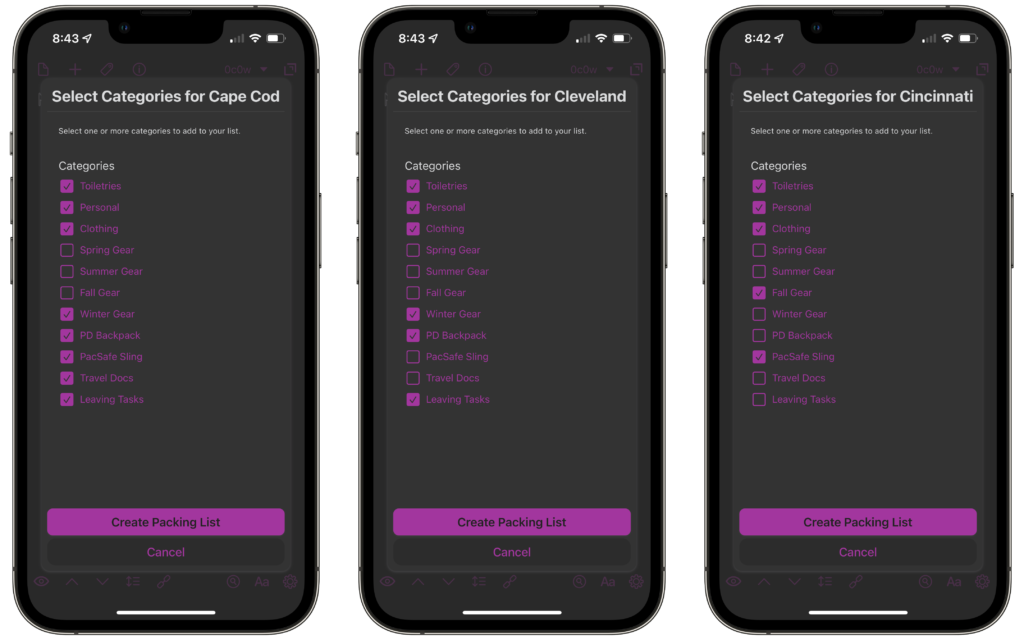 8:43
0c0w
Select Categories for Cape Cod
Select one or more categories to add to your list.
Categories
Toiletries
Personal
Clothing
Spring Gear
Summer Gear
Fall Gear
Winter Gear
PD Backpack
PacSafe Sling
Travel Docs
Leaving Tasks
Create Packing List
Cancel
Aa
8:43
0c0w
Select Categories for Cleveland
Select one or more categories to add to your list.
Categories
Toiletries
Personal
Clothing
Spring Gear
Summer Gear
Fall Gear
Winter Gear
PD Backpack
PacSafe Sling
Travel Docs
Leaving Tasks
Create Packing List
Cancel
Aa
8:42
0c0w
Select Categories for Cincinnati
Select one or more categories to add to your list.
Categories
Toiletries
Personal
Clothing
Spring Gear
Summer Gear
Fall Gear
Winter Gear
PD Backpack
PacSafe Sling
Travel Docs
Leaving Tasks
Create Packing List
Cancel
Aa